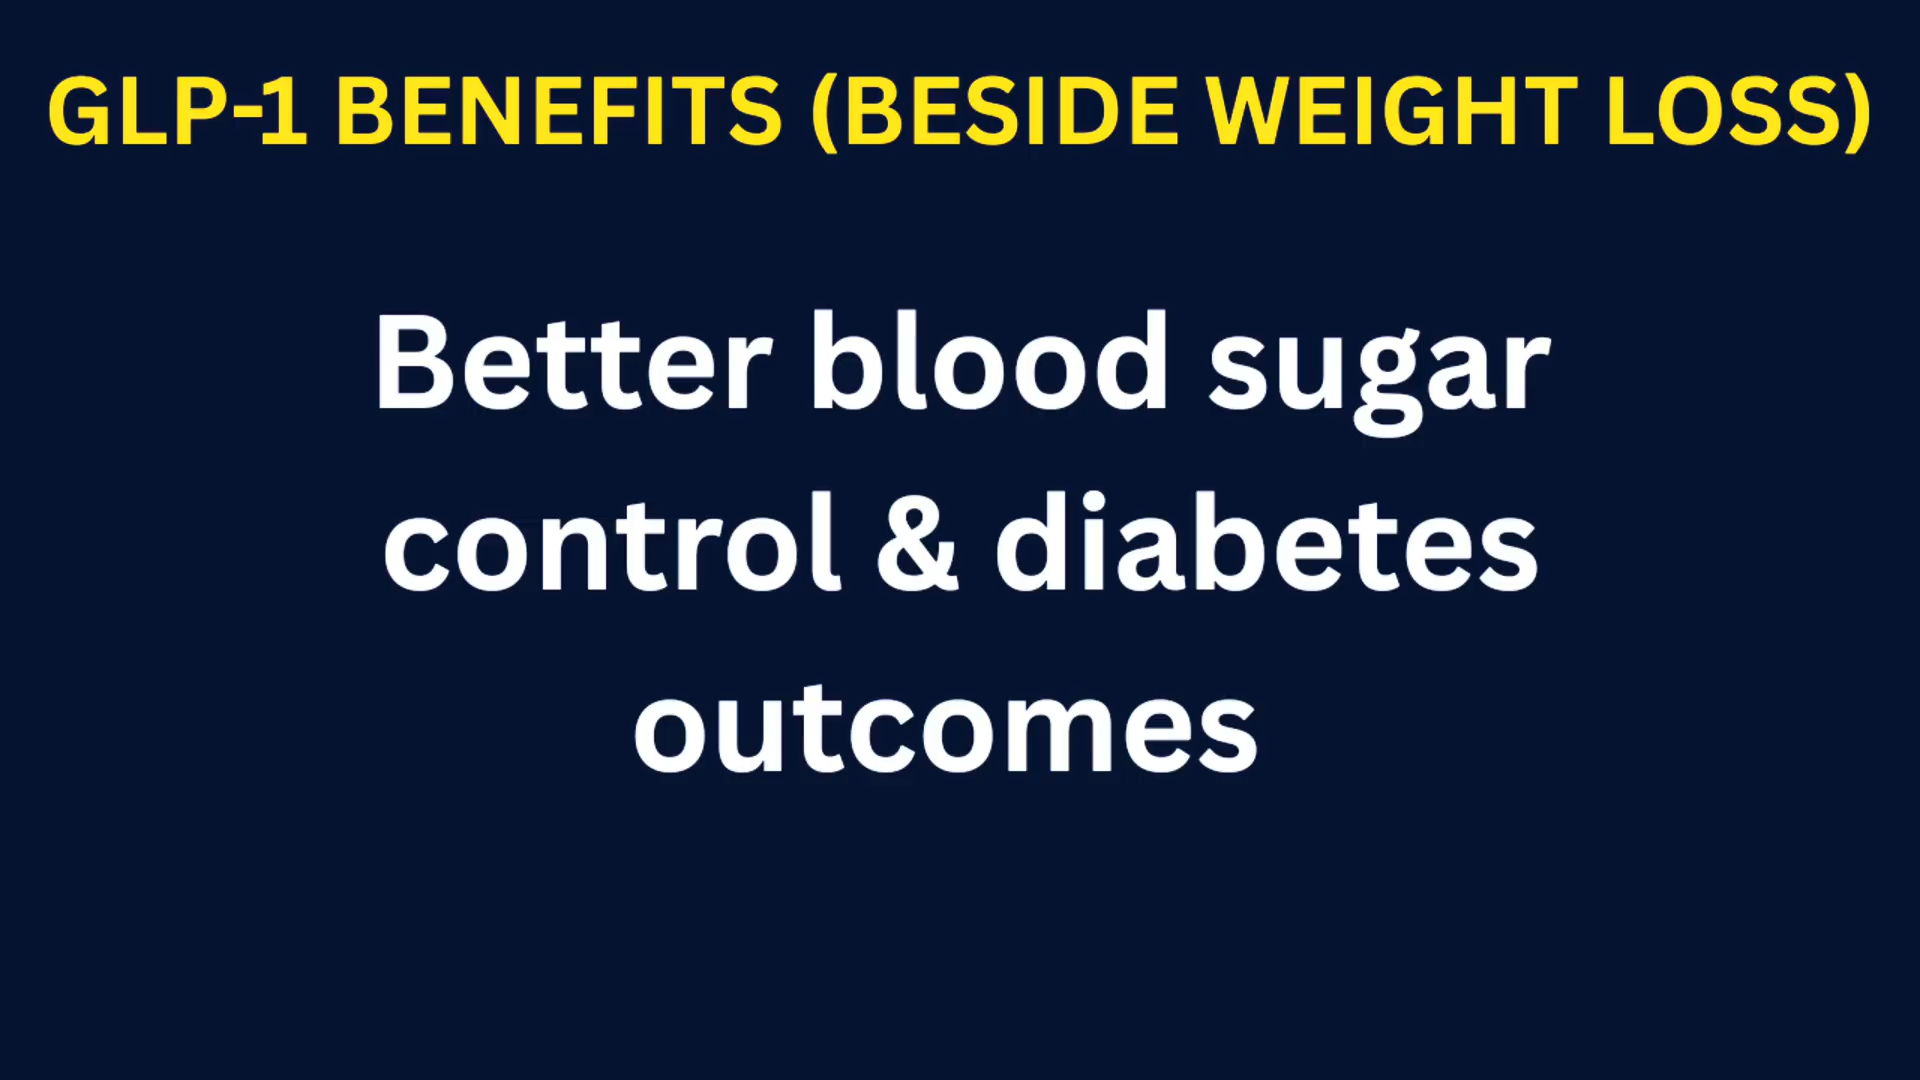 GLP-1 BENEFITS (BESIDE WEIGHT LOSS)
Better blood sugar
control & diabetes
outcomes